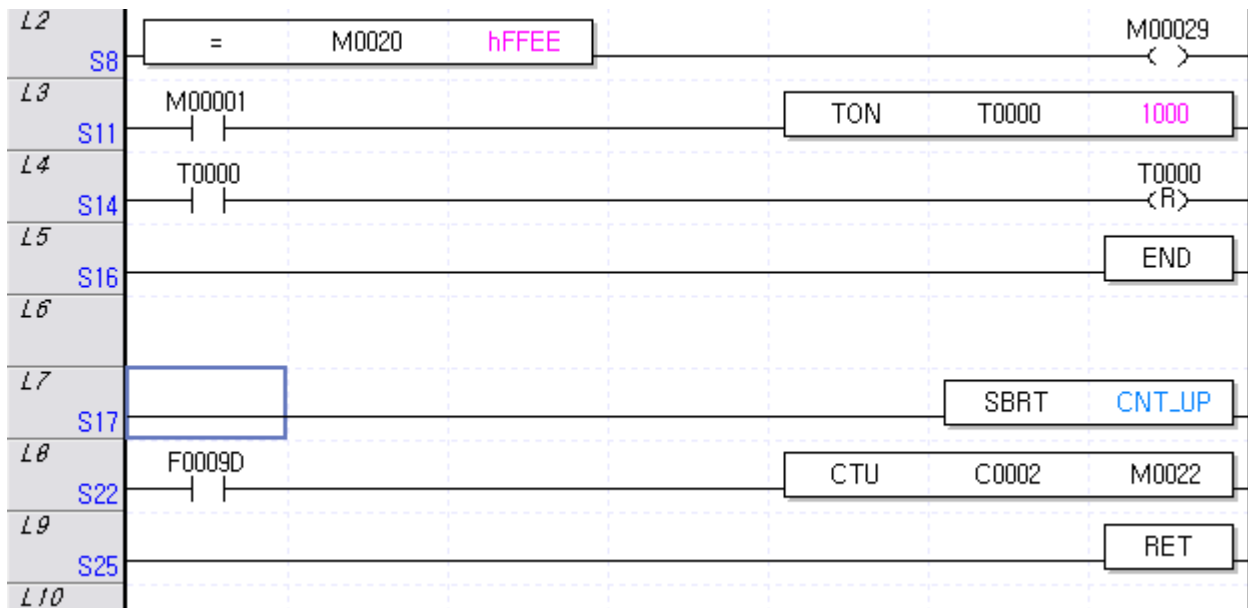 L2
S8
= M0020 hFFEE
M00029
L3
S11
M00001
TON T0000 1000
L4
S14
T0000
T0000
R
L5
S16
END
L6
L7
S17
SBRT CNT_UP
L8
S22
F0009D
CTU C0002 M0022
L9
S25
RET
L10